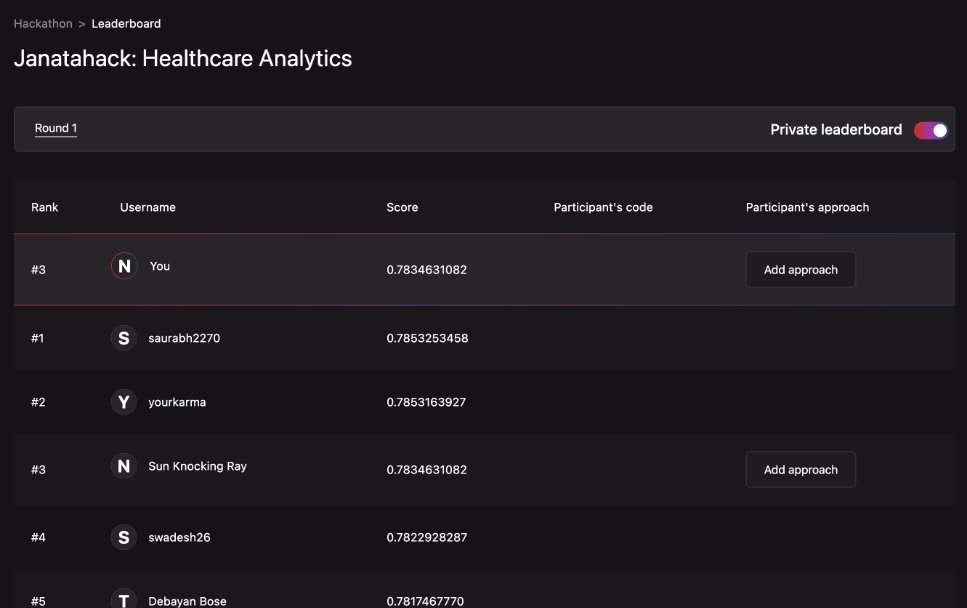 Hackathon > Leaderboard
Janatahack: Healthcare Analytics
Round 1 Private leaderboard
Rank Username Score Participant's code Participant's approach
#3 N You 0.7834631082 Add approach
#1 S saurabh2270 0.7853253458
#2 Y yourkarma 0.7853163927
#3 N Sun Knocking Ray 0.7834631082 Add approach
#4 S swadesh26 0.7822928287
#5 T Debayan Bose 0.7817467770